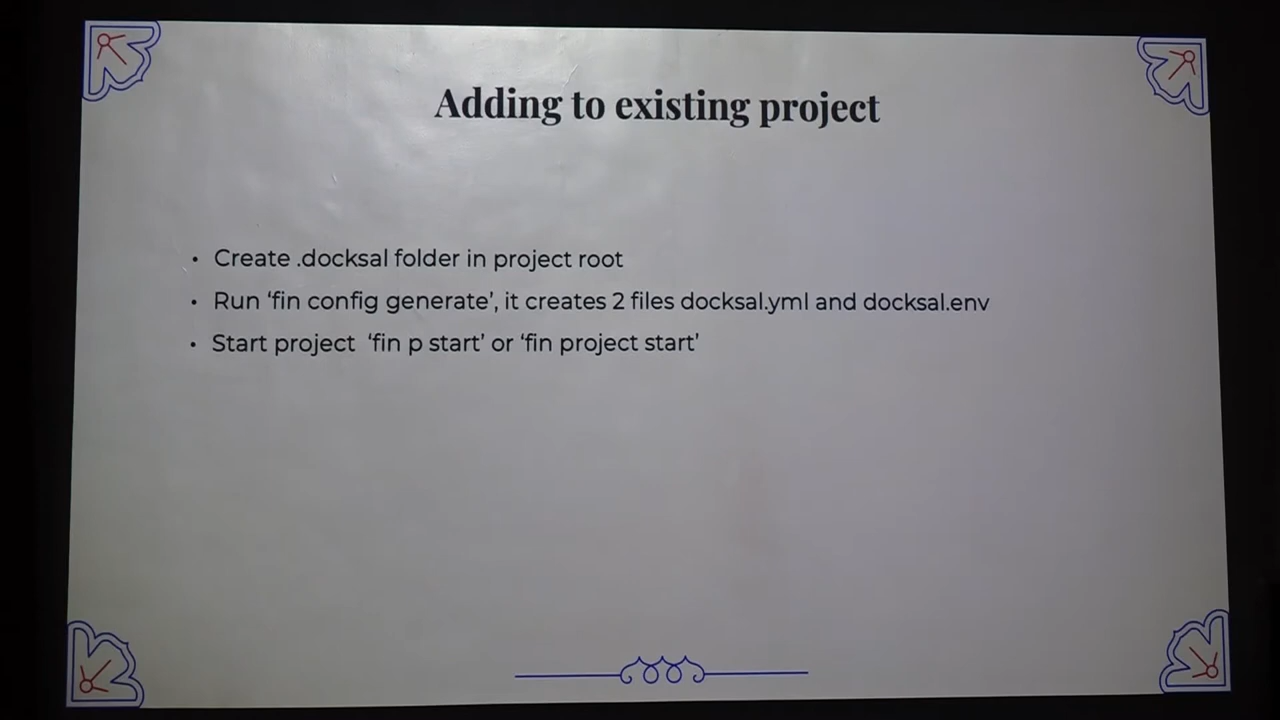 Adding to existing project
• Create .docksal folder in project root
• Run ‘fin config generate’, it creates 2 files docksal.yml and docksal.env
• Start project ‘fin p start’ or ‘fin project start’